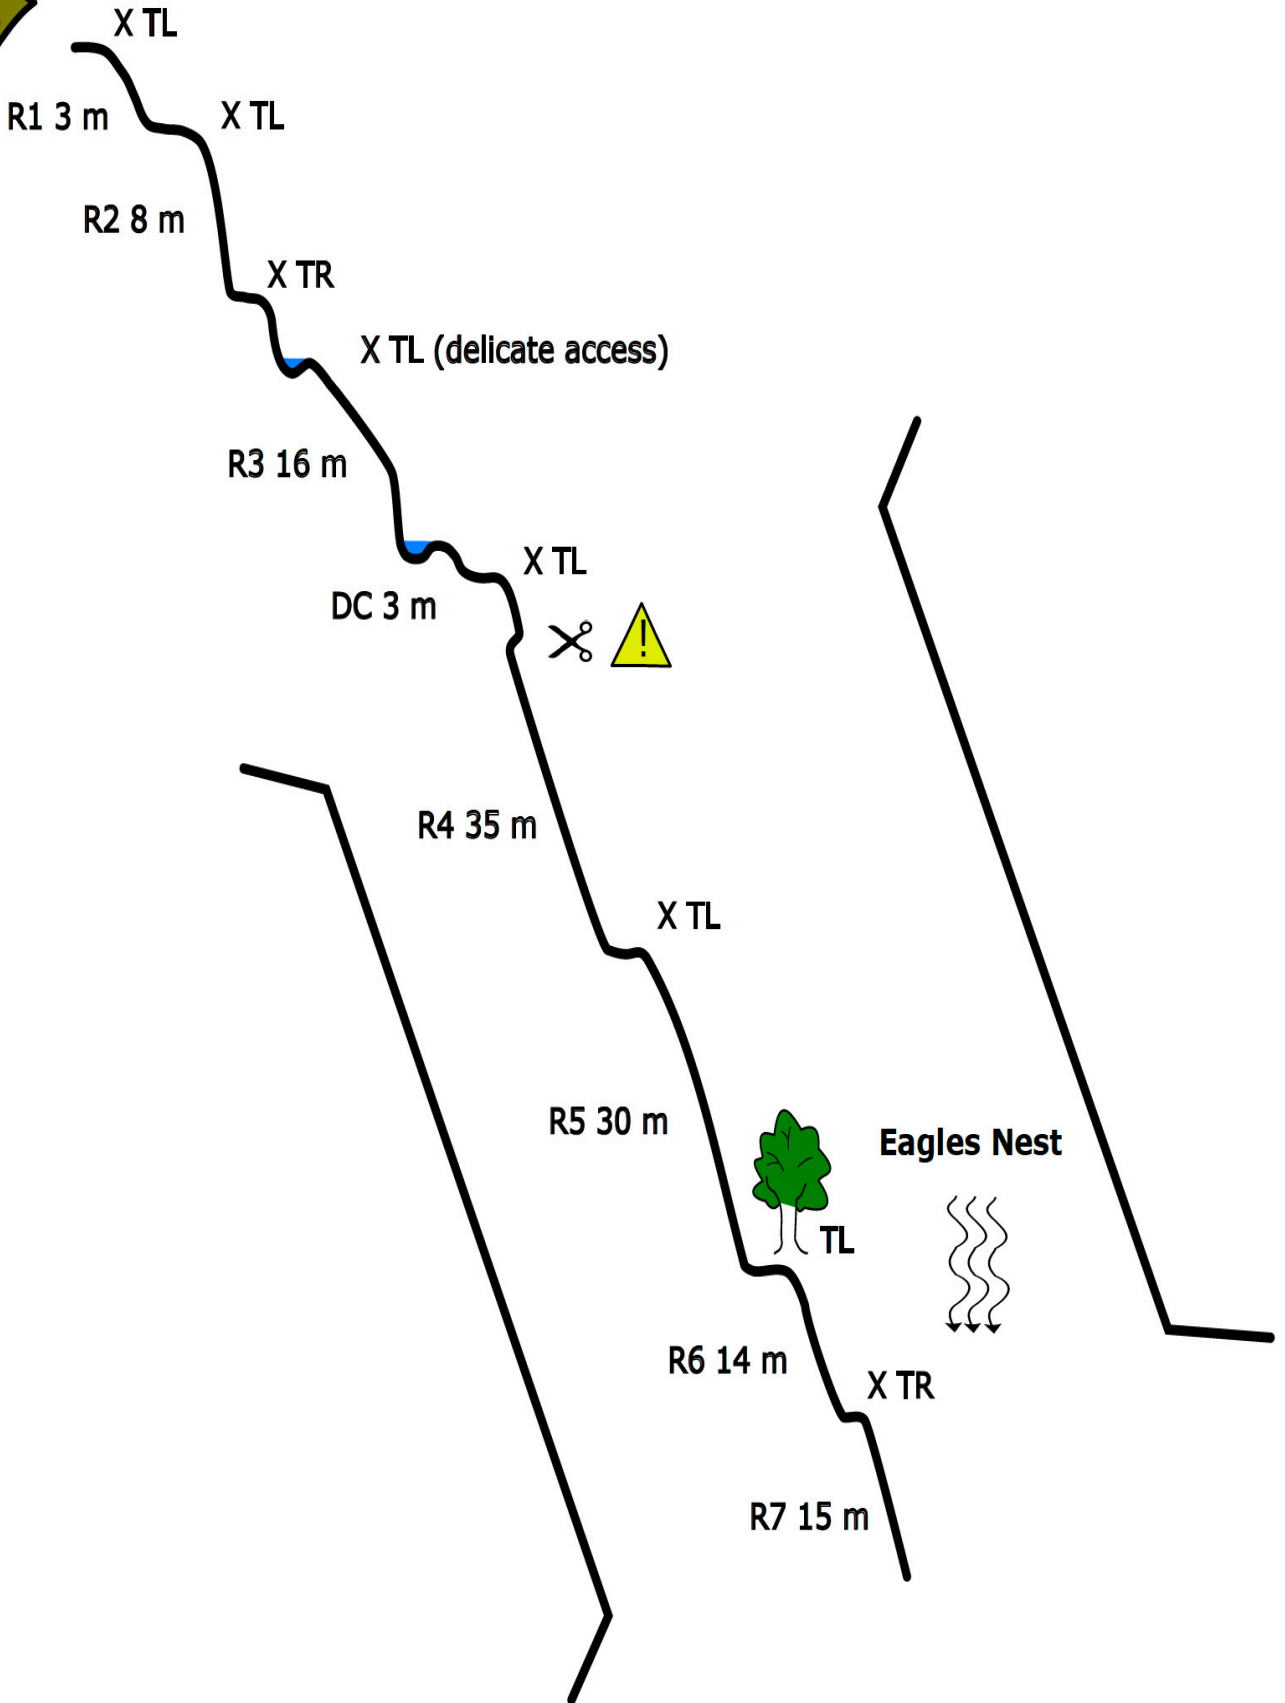 X TL
R1 3 m
X TL
R2 8 m
X TR
X TL (delicate access)
R3 16 m
X TL
DC 3 m
!
R4 35 m
X TL
R5 30 m
Eagles Nest
TL
R6 14 m
X TR
R7 15 m